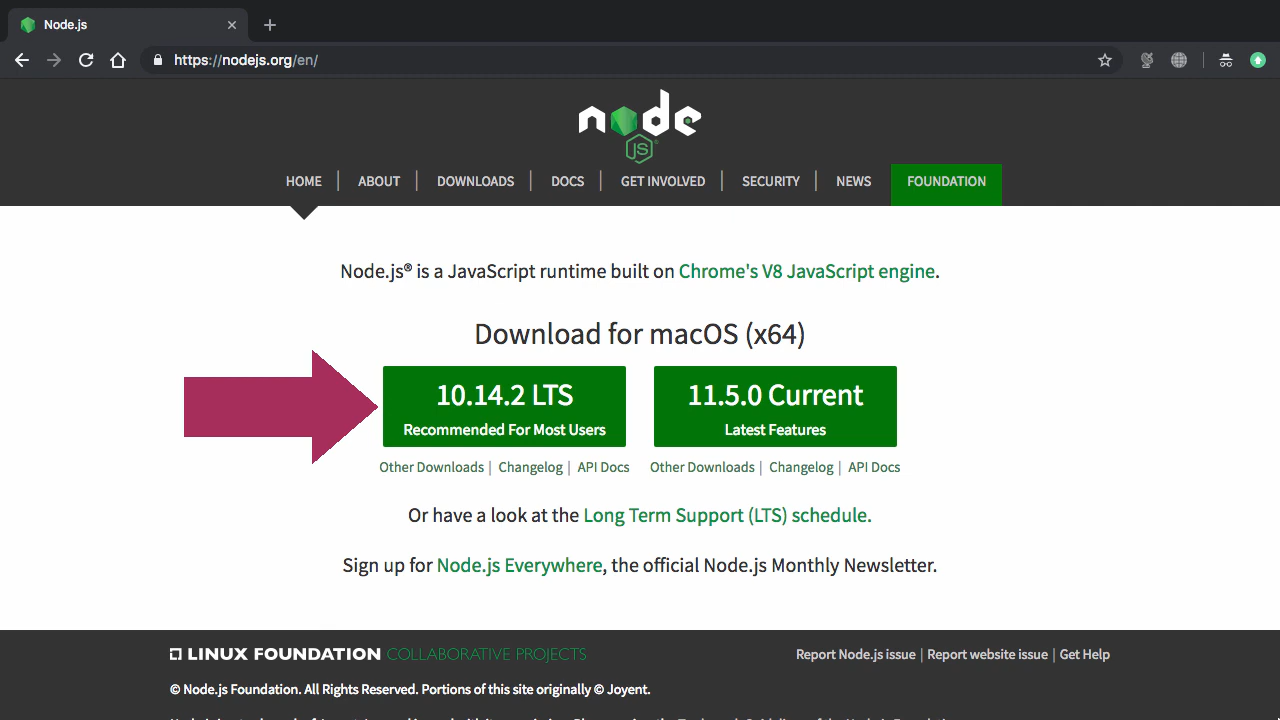 Node.js
https://nodejs.org/en/
node
JS
HOME | ABOUT | DOWNLOADS | DOCS | GET INVOLVED | SECURITY | NEWS FOUNDATION
Node.js® is a JavaScript runtime built on Chrome's V8 JavaScript engine.
Download for macOS (x64)
10.14.2 LTS
Recommended For Most Users
11.5.0 Current
Latest Features
Other Downloads | Changelog | API Docs
Other Downloads | Changelog | API Docs
Or have a look at the Long Term Support (LTS) schedule.
Sign up for Node.js Everywhere, the official Node.js Monthly Newsletter.
LINUX FOUNDATION COLLABORATIVE PROJECTS
Report Node.js issue | Report website issue | Get Help
© Node.js Foundation. All Rights Reserved. Portions of this site originally © Joyent.